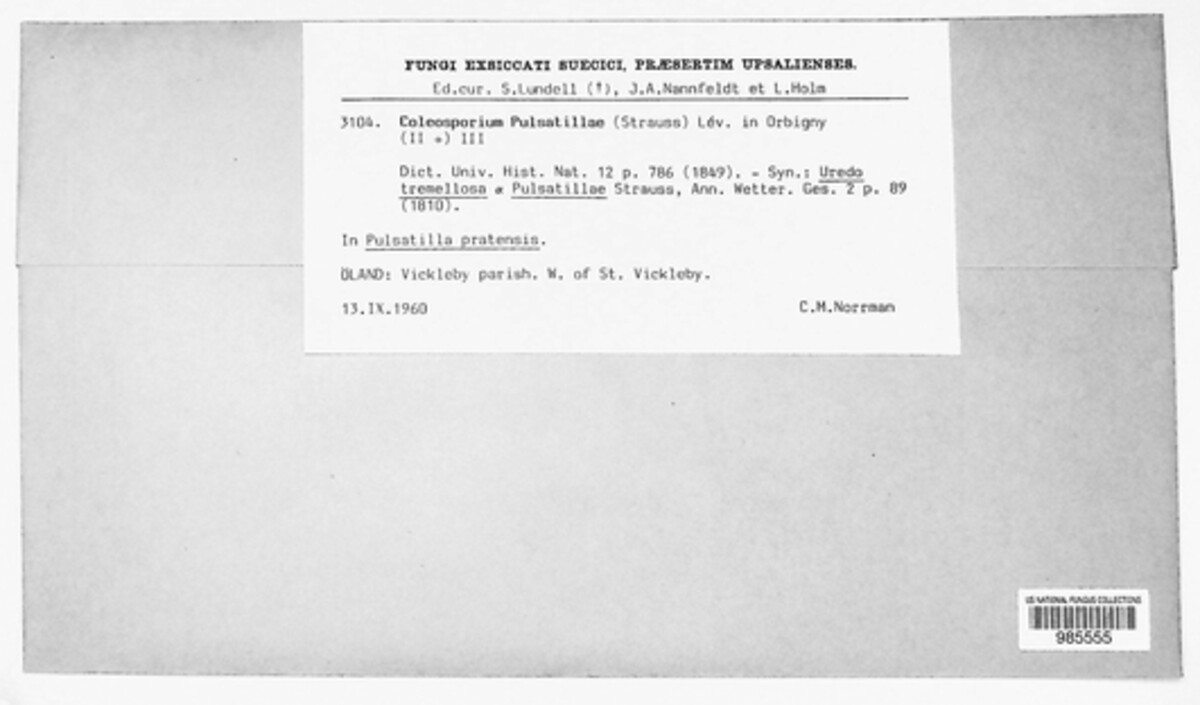 FUNGI EXSICCATI SUECICI, PRÆSERTIM UPSALIENSES.
Ed.cur. S.Lundell (†), J.A.Nannfeldt et L.Holm
3104. Coleosporium Pulsatillae (Strauss) Lév. in Orbigny
(II +) III
Dict. Univ. Hist. Nat. 12 p. 786 (1849). - Syn.: Uredo
tremellosa α Pulsatillae Strauss, Ann. Wetter. Ges. 2 p. 89
(1810).
In Pulsatilla pratensis.
ÖLAND: Vickleby parish. W. of St. Vickleby.
13.IX.1960 C.M.Norrman
US NATIONAL FUNGUS COLLECTIONS
985555